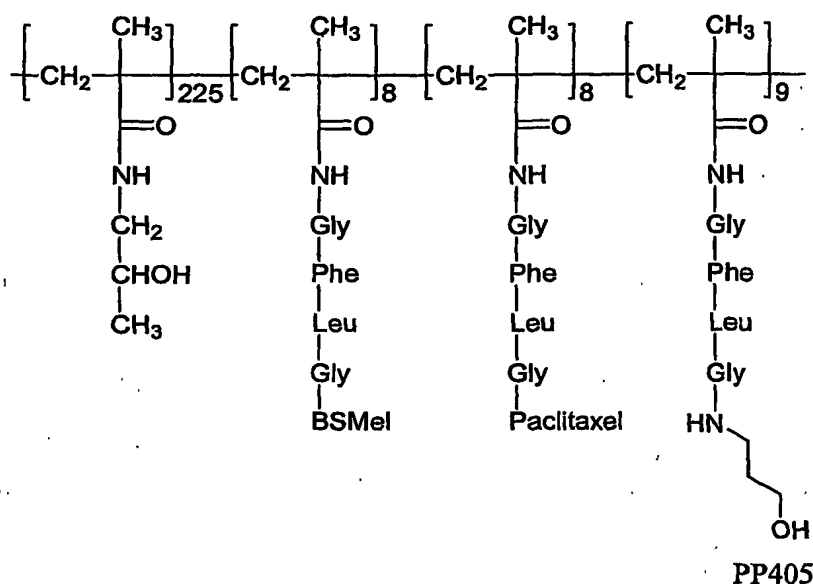 CH₃ CH₃ CH₃ CH₃
CH₂ CH₂ CH₂ CH₂
225 8 8 9
O O O O
NH NH NH NH
CH₂ Gly Gly Gly
CHOH Phe Phe Phe
CH₃ Leu Leu Leu
Gly Gly Gly
BSMel Paclitaxel HN
OH
PP405